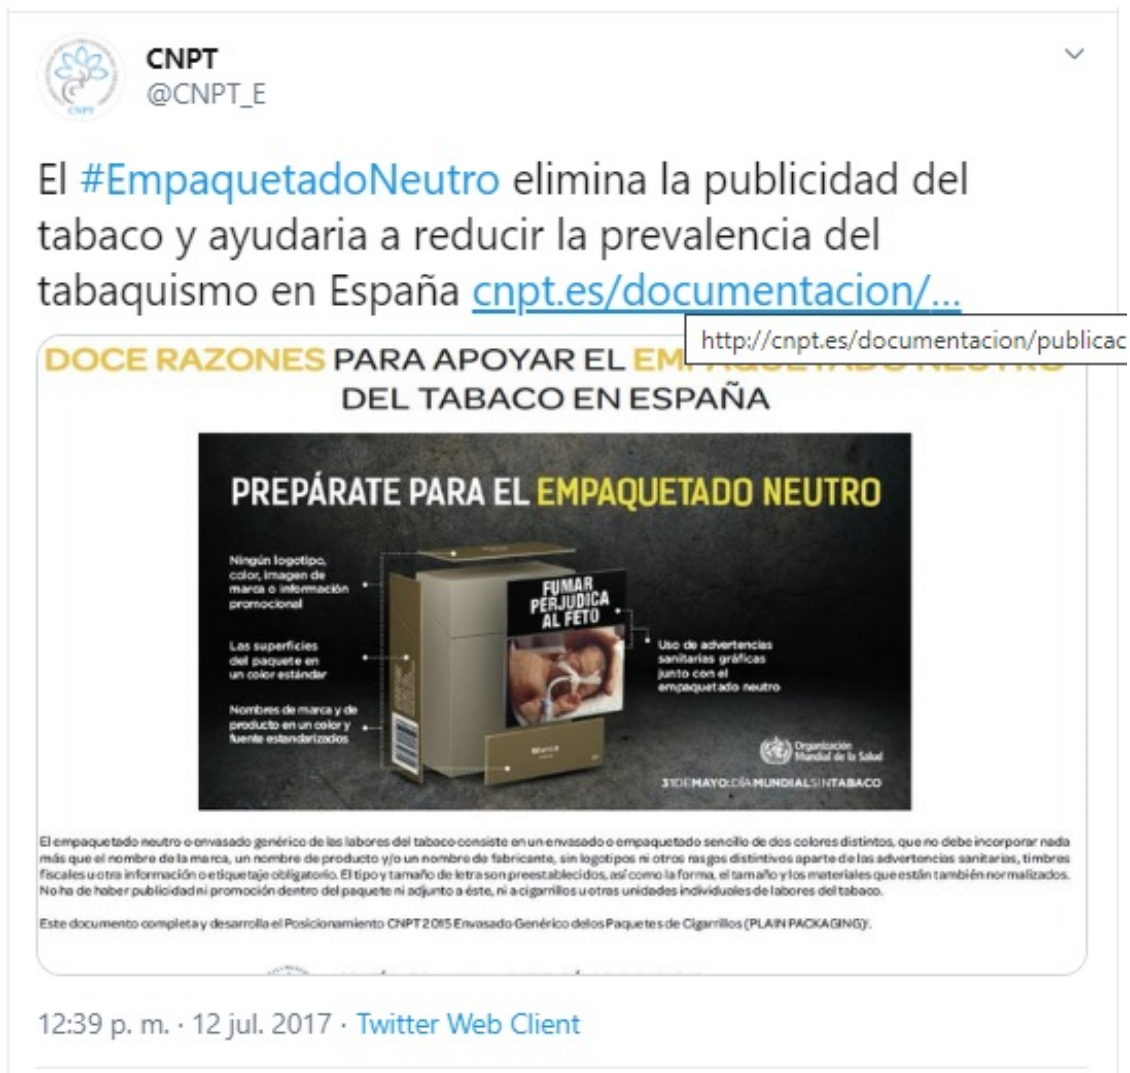 CNPT
@CNPT_E
El #EmpaquetadoNeutro elimina la publicidad del
tabaco y ayudaria a reducir la prevalencia del
tabaquismo en España cnpt.es/documentacion/...
http://cnpt.es/documentacion/publicac
DOCE RAZONES PARA APOYAR EL EMPAQUETADO NEUTRO
DEL TABACO EN ESPAÑA
PREPÁRATE PARA EL EMPAQUETADO NEUTRO
Ningún logotipo,
color, imagen de
marca o información
promocional
Las superficies
del paquete en
un color estándar
Nombres de marca y de
producto en un color y
fuente estandarizados
FUMAR
PERJUDICA
AL FETO
Marca
Uso de advertencias
sanitarias gráficas
junto con el
empaquetado neutro
Organización
Mundial de la Salud
31DEMAYO:DÍAMUNDIALSINTABACO
El empaquetado neutro o envasado genérico de las labores del tabaco consiste en un envasado o empaquetado sencillo de dos colores distintos, que no debe incorporar nada
más que el nombre de la marca, un nombre de producto y/o un nombre de fabricante, sin logotipos ni otros rasgos distintivos aparte de las advertencias sanitarias, timbres
fiscales u otra información o etiquetaje obligatorio. El tipo y tamaño de letra son preestablecidos, así como la forma, el tamaño y los materiales que están también normalizados.
No ha de haber publicidad ni promoción dentro del paquete ni adjunto a éste, ni a cigarrillos u otras unidades individuales de labores del tabaco.
Este documento completa y desarrolla el Posicionamiento CNPT 2015 Envasado Genérico de los Paquetes de Cigarrillos (PLAIN PACKAGING)¹.
12:39 p. m. · 12 jul. 2017 · Twitter Web Client